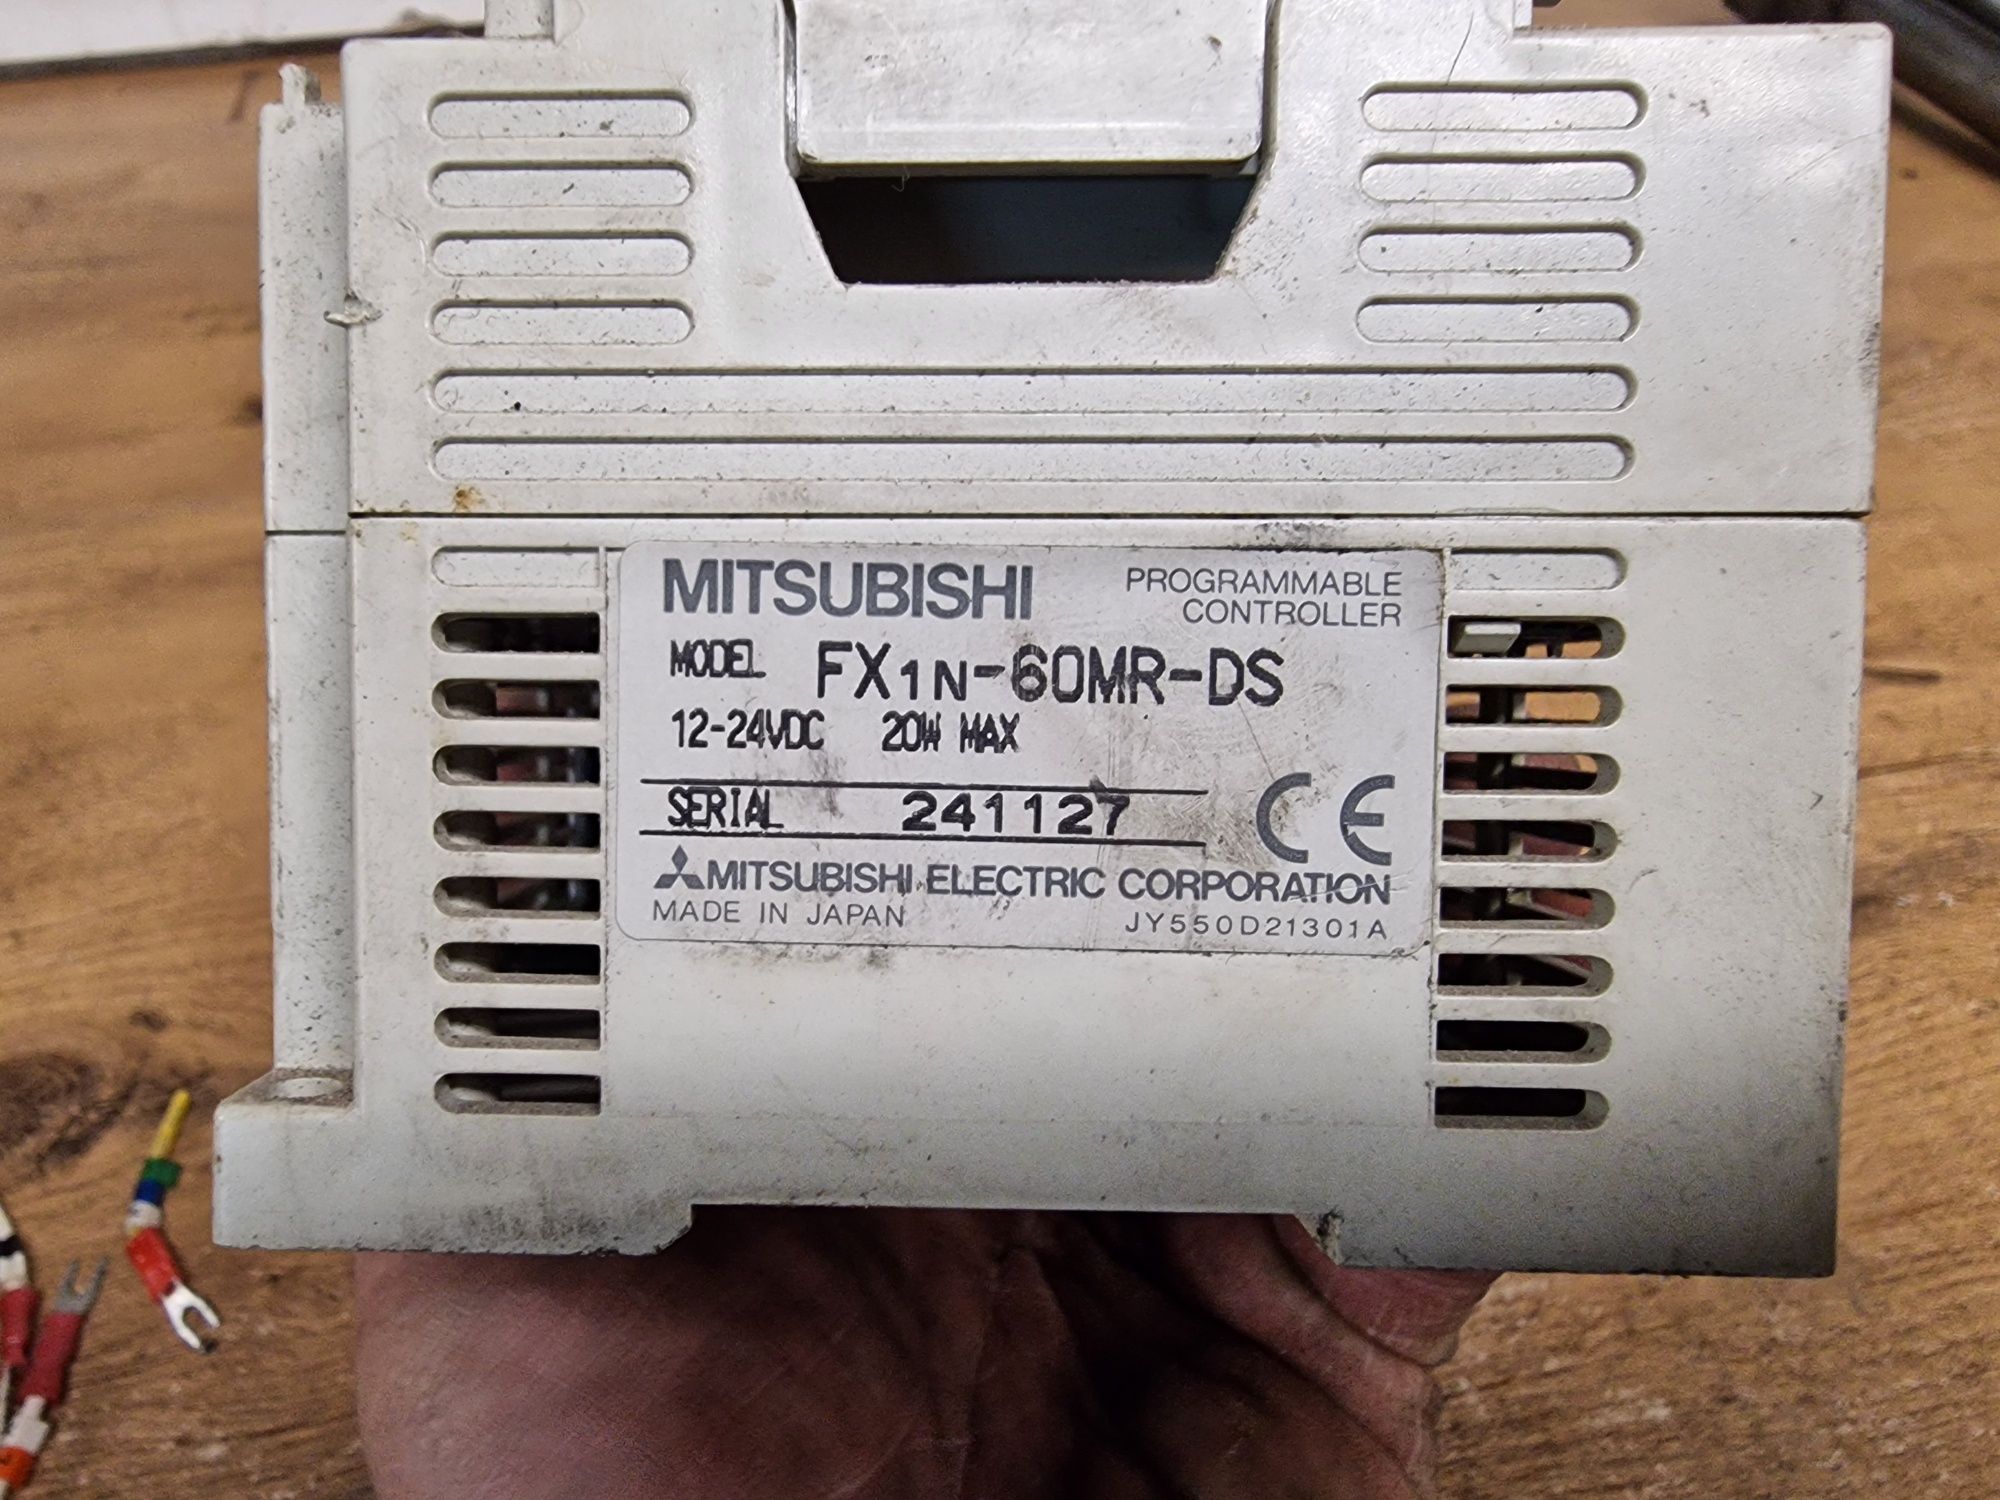 MITSUBISHI PROGRAMMABLE
CONTROLLER
MODEL FX1N-60MR-DS
12-24VDC 20W MAX
SERIAL 241127
CE
MITSUBISHI ELECTRIC CORPORATION
MADE IN JAPAN JY550D21301A